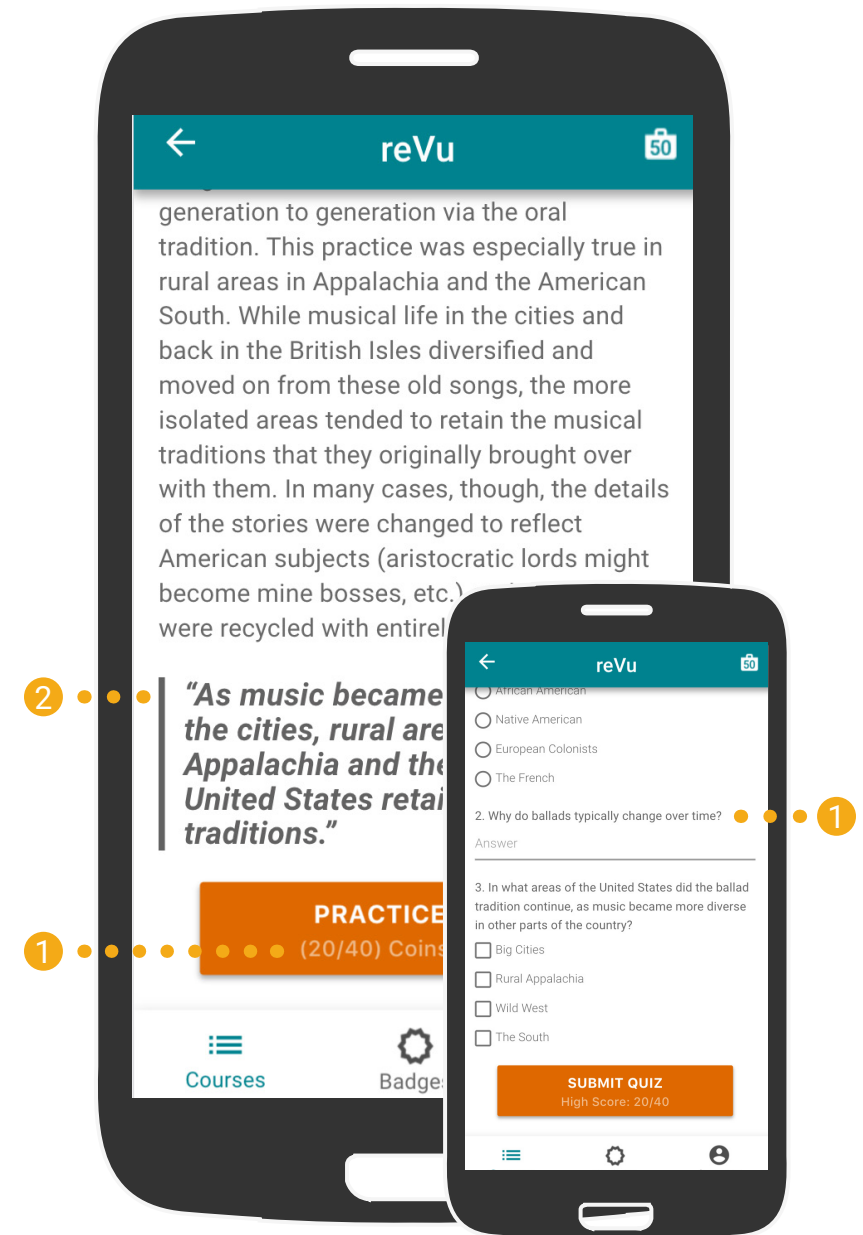 reVu
50
generation to generation via the oral
tradition. This practice was especially true in
rural areas in Appalachia and the American
South. While musical life in the cities and
back in the British Isles diversified and
moved on from these old songs, the more
isolated areas tended to retain the musical
traditions that they originally brought over
with them. In many cases, though, the details
of the stories were changed to reflect
American subjects (aristocratic lords might
become mine bosses, etc.)
were recycled with
2
“As music became
the cities, rural
Appalachia and
United States
traditions.”
PRACTICE
1
(20/40) Coins
Courses
reVu
50
African American
Native American
European Colonists
The French
2. Why do ballads typically change over time?
1
Answer
3. In what areas of the United States did the ballad
tradition continue, as music became more diverse
in other parts of the country?
Big Cities
Rural Appalachia
Wild West
The South
SUBMIT QUIZ
High Score: 20/40